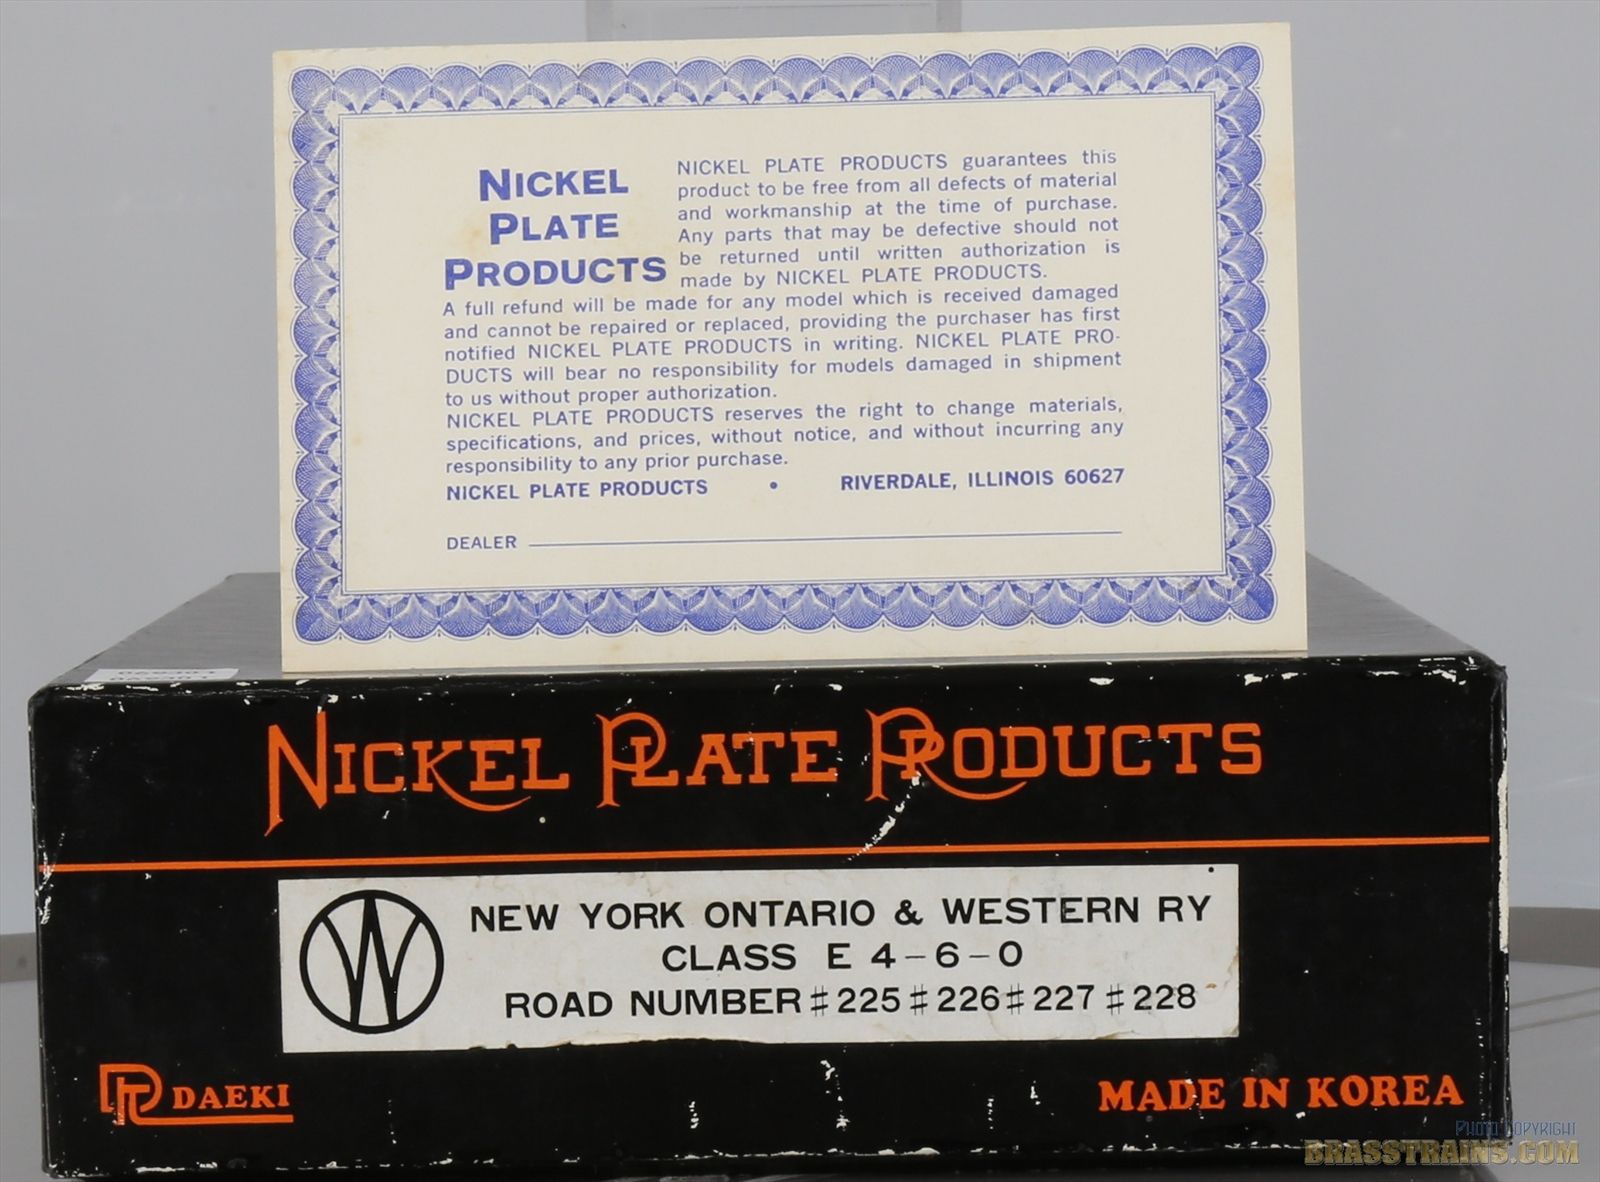 NICKEL
PLATE
PRODUCTS
NICKEL PLATE PRODUCTS guarantees this
product to be free from all defects of material
and workmanship at the time of purchase.
Any parts that may be defective should not
be returned until written authorization is
made by NICKEL PLATE PRODUCTS.
A full refund will be made for any model which is received damaged
and cannot be repaired or replaced, providing the purchaser has first
notified NICKEL PLATE PRODUCTS in writing. NICKEL PLATE PRO-
DUCTS will bear no responsibility for models damaged in shipment
to us without proper authorization.
NICKEL PLATE PRODUCTS reserves the right to change materials,
specifications, and prices, without notice, and without incurring any
responsibility to any prior purchase.
NICKEL PLATE PRODUCTS • RIVERDALE, ILLINOIS 60627
DEALER
NICKEL PLATE PRODUCTS
W
NEW YORK ONTARIO & WESTERN RY
CLASS E 4-6-0
ROAD NUMBER #225 #226 #227 #228
DAEKI
MADE IN KOREA
PHOTO COPYRIGHT
BRASSTRAINS.COM